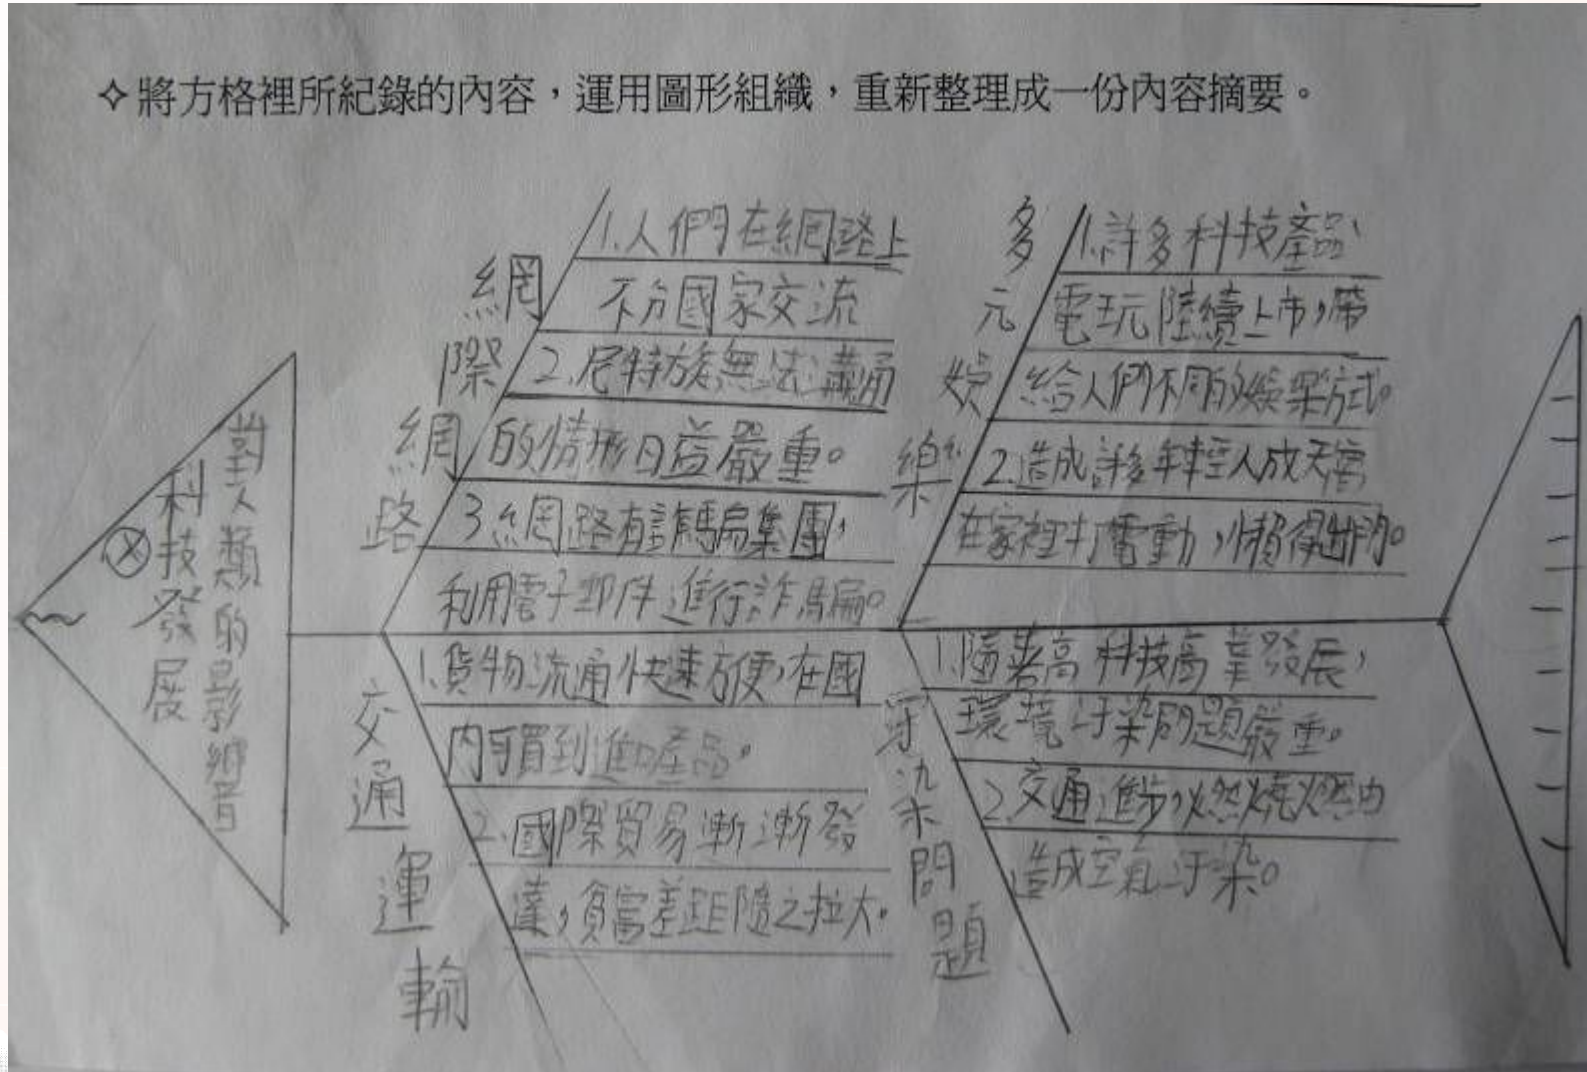 ✧將方格裡所紀錄的內容，運用圖形組織，重新整理成一份內容摘要。
科技發展
對人類的影響
網際網路
1.人們在網路上
不分國家交流
2.尼特族無法溝通
的情形日益嚴重。
3.網路有詐騙集團，
利用電子郵件進行詐騙。
多元娛樂
1.許多科技產品、
電玩陸續上市，帶
給人們不同的娛樂方式。
2.造成許多年輕人成天窩
在家裡打電動，懶得出門。
交通運輸
1.貨物流通快速方便，在國
內可買到進口產品。
2.國際貿易漸漸發
達，貧富差距隨之拉大。
汙染問題
1.隨著高科技產業發展，
環境汙染問題嚴重。
2.交通進步，燃燒燃油
造成空氣汙染。